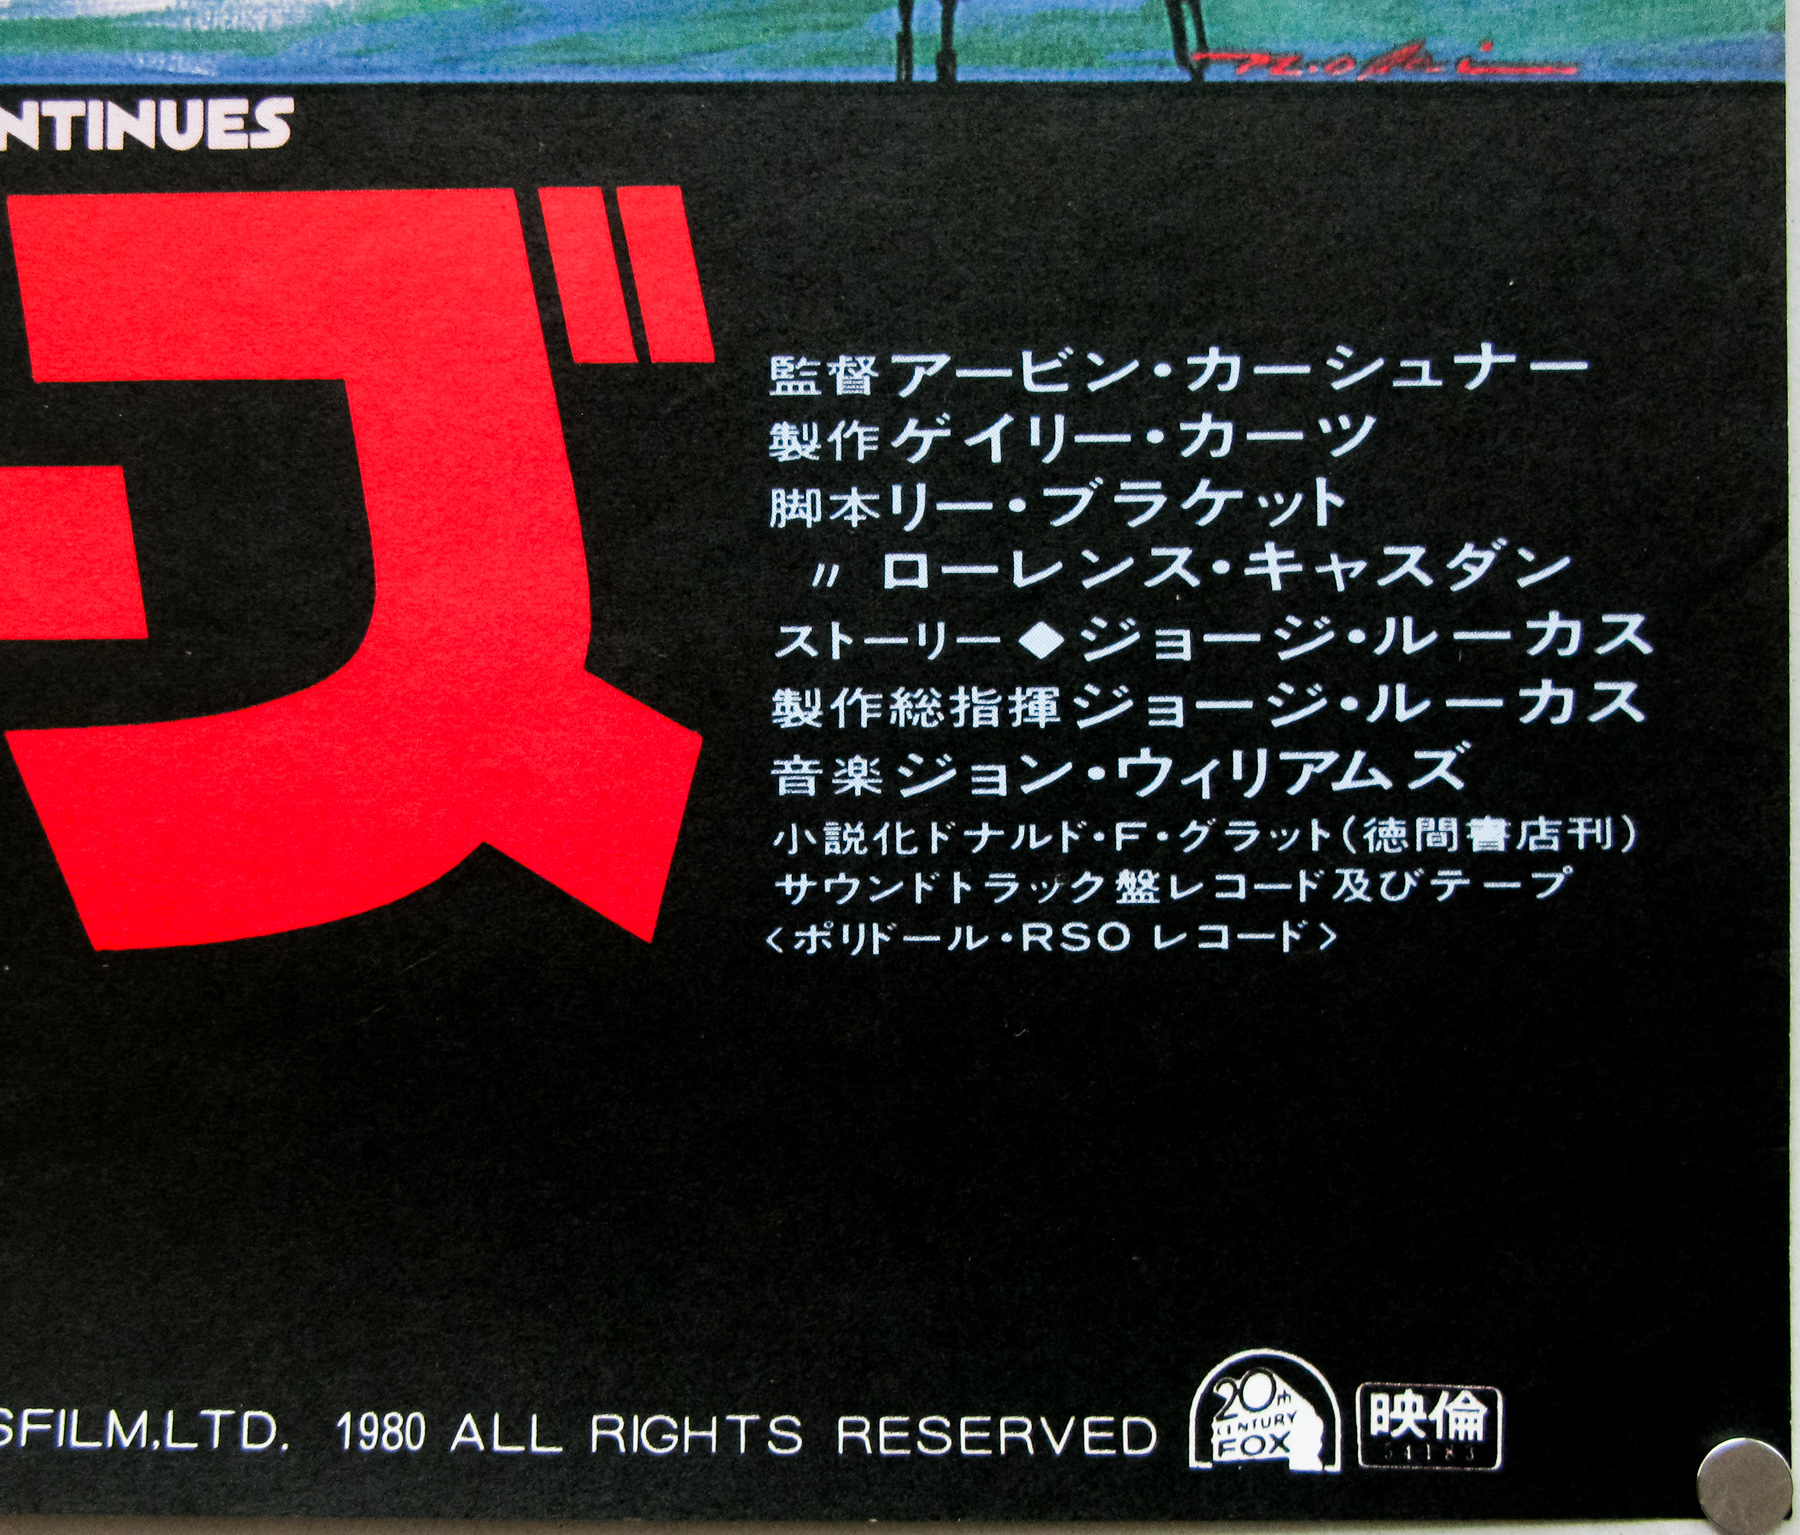 n.ohrai
NTINUES
ズ
監督アービン・カーシュナー
製作ゲイリー・カーツ
脚本リー・ブラケット
〃 ローレンス・キャスダン
ストーリー◆ジョージ・ルーカス
製作総指揮ジョージ・ルーカス
音楽ジョン・ウィリアムズ
小説化ドナルド・F・グラット(徳間書店刊)
サウンドトラック盤レコード及びテープ
<ポリドール・RSOレコード>
SFILM,LTD. 1980 ALL RIGHTS RESERVED
20th CENTURY FOX
映倫
54183